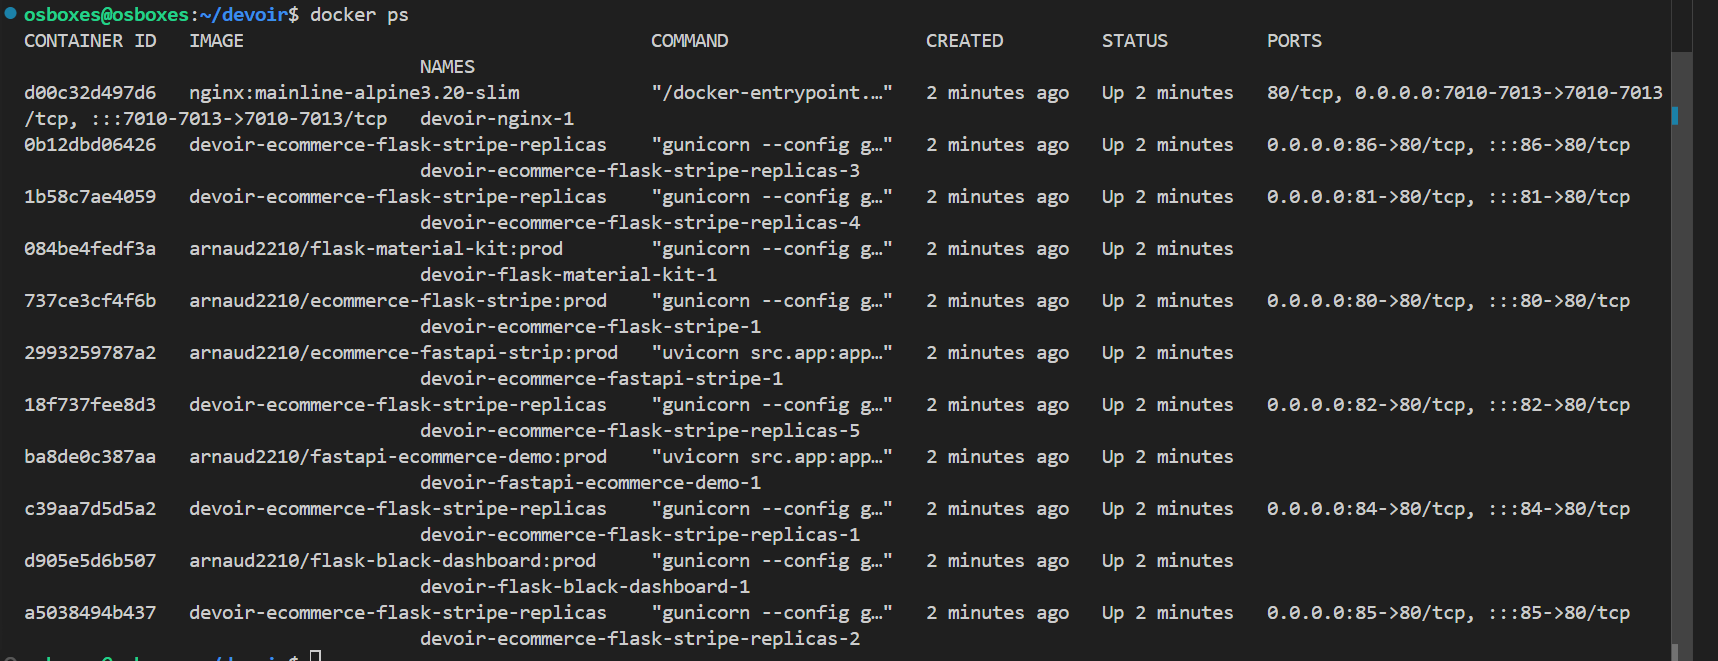 osboxes@osboxes:~/devoir$ docker ps
CONTAINER ID   IMAGE                                     COMMAND                  CREATED         STATUS         PORTS
                                    NAMES
d00c32d497d6   nginx:mainline-alpine3.20-slim            "/docker-entrypoint.…"   2 minutes ago   Up 2 minutes   80/tcp, 0.0.0.0:7010-7013->7010-7013
/tcp, :::7010-7013->7010-7013/tcp   devoir-nginx-1
0b12dbd06426   devoir-ecommerce-flask-stripe-replicas    "gunicorn --config g…"   2 minutes ago   Up 2 minutes   0.0.0.0:86->80/tcp, :::86->80/tcp
                                    devoir-ecommerce-flask-stripe-replicas-3
1b58c7ae4059   devoir-ecommerce-flask-stripe-replicas    "gunicorn --config g…"   2 minutes ago   Up 2 minutes   0.0.0.0:81->80/tcp, :::81->80/tcp
                                    devoir-ecommerce-flask-stripe-replicas-4
084be4fedf3a   arnaud2210/flask-material-kit:prod        "gunicorn --config g…"   2 minutes ago   Up 2 minutes
                                    devoir-flask-material-kit-1
737ce3cf4f6b   arnaud2210/ecommerce-flask-stripe:prod    "gunicorn --config g…"   2 minutes ago   Up 2 minutes   0.0.0.0:80->80/tcp, :::80->80/tcp
                                    devoir-ecommerce-flask-stripe-1
2993259787a2   arnaud2210/ecommerce-fastapi-strip:prod   "uvicorn src.app:app…"   2 minutes ago   Up 2 minutes
                                    devoir-ecommerce-fastapi-stripe-1
18f737fee8d3   devoir-ecommerce-flask-stripe-replicas    "gunicorn --config g…"   2 minutes ago   Up 2 minutes   0.0.0.0:82->80/tcp, :::82->80/tcp
                                    devoir-ecommerce-flask-stripe-replicas-5
ba8de0c387aa   arnaud2210/fastapi-ecommerce-demo:prod    "uvicorn src.app:app…"   2 minutes ago   Up 2 minutes
                                    devoir-fastapi-ecommerce-demo-1
c39aa7d5d5a2   devoir-ecommerce-flask-stripe-replicas    "gunicorn --config g…"   2 minutes ago   Up 2 minutes   0.0.0.0:84->80/tcp, :::84->80/tcp
                                    devoir-ecommerce-flask-stripe-replicas-1
d905e5d6b507   arnaud2210/flask-black-dashboard:prod     "gunicorn --config g…"   2 minutes ago   Up 2 minutes
                                    devoir-flask-black-dashboard-1
a5038494b437   devoir-ecommerce-flask-stripe-replicas    "gunicorn --config g…"   2 minutes ago   Up 2 minutes   0.0.0.0:85->80/tcp, :::85->80/tcp
                                    devoir-ecommerce-flask-stripe-replicas-2